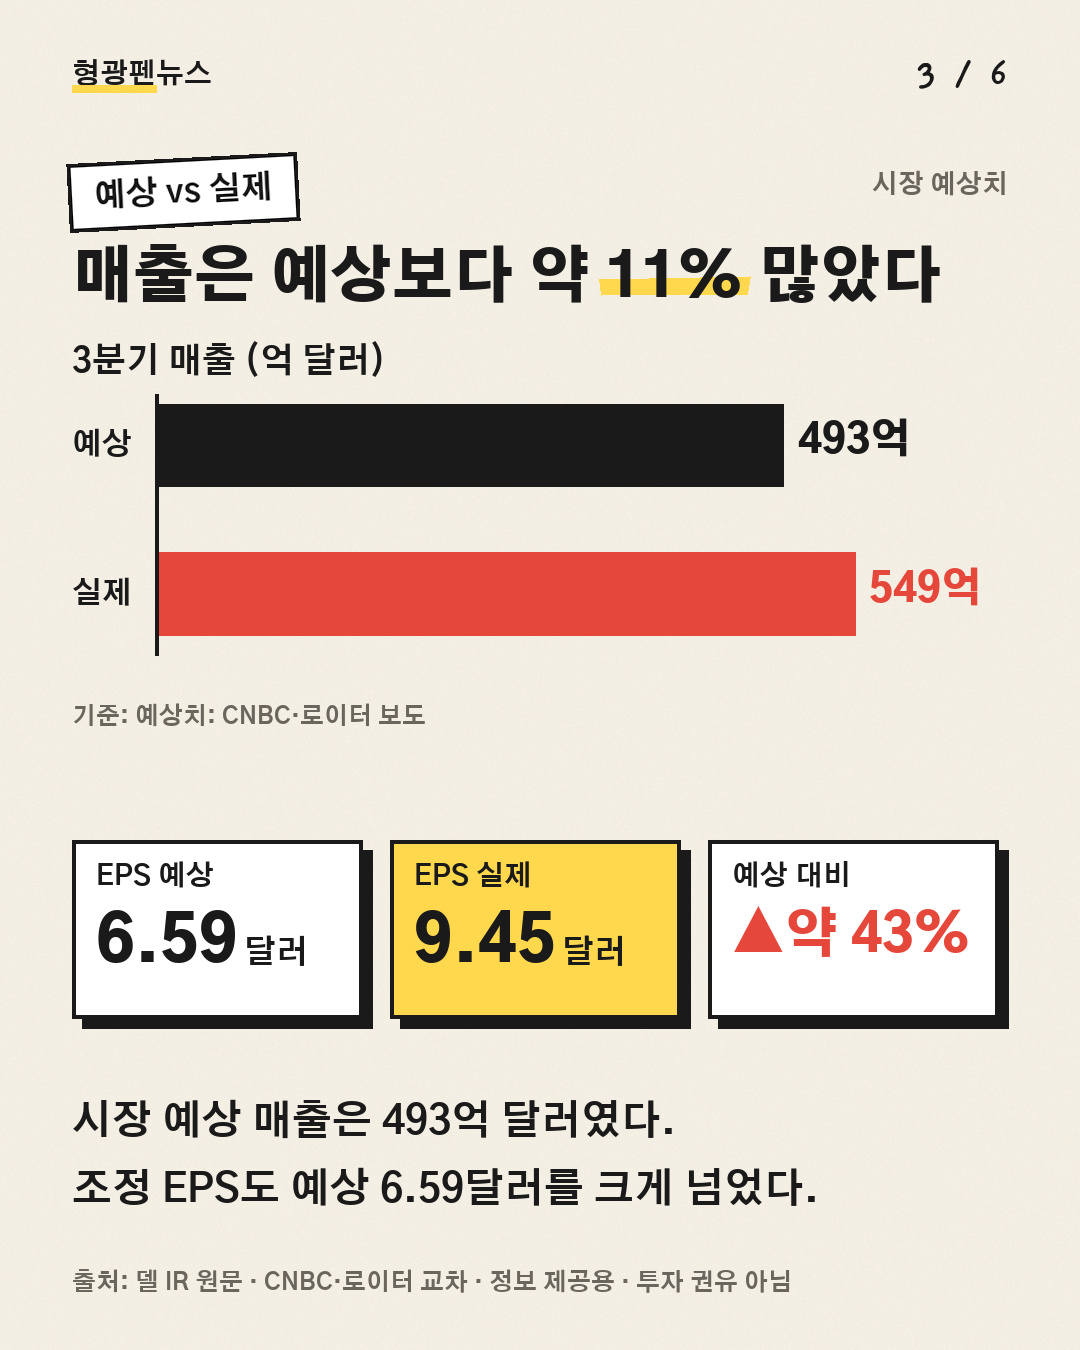 형광펜뉴스
3 / 6
예상 vs 실제
시장 예상치
매출은 예상보다 약 11% 많았다
3분기 매출 (억 달러)
예상
493억
실제
549억
기준: 예상치: CNBC·로이터 보도
EPS 예상
6.59 달러
EPS 실제
9.45 달러
예상 대비
▲약 43%
시장 예상 매출은 493억 달러였다.
조정 EPS도 예상 6.59달러를 크게 넘었다.
출처: 델 IR 원문 · CNBC·로이터 교차 · 정보 제공용 · 투자 권유 아님